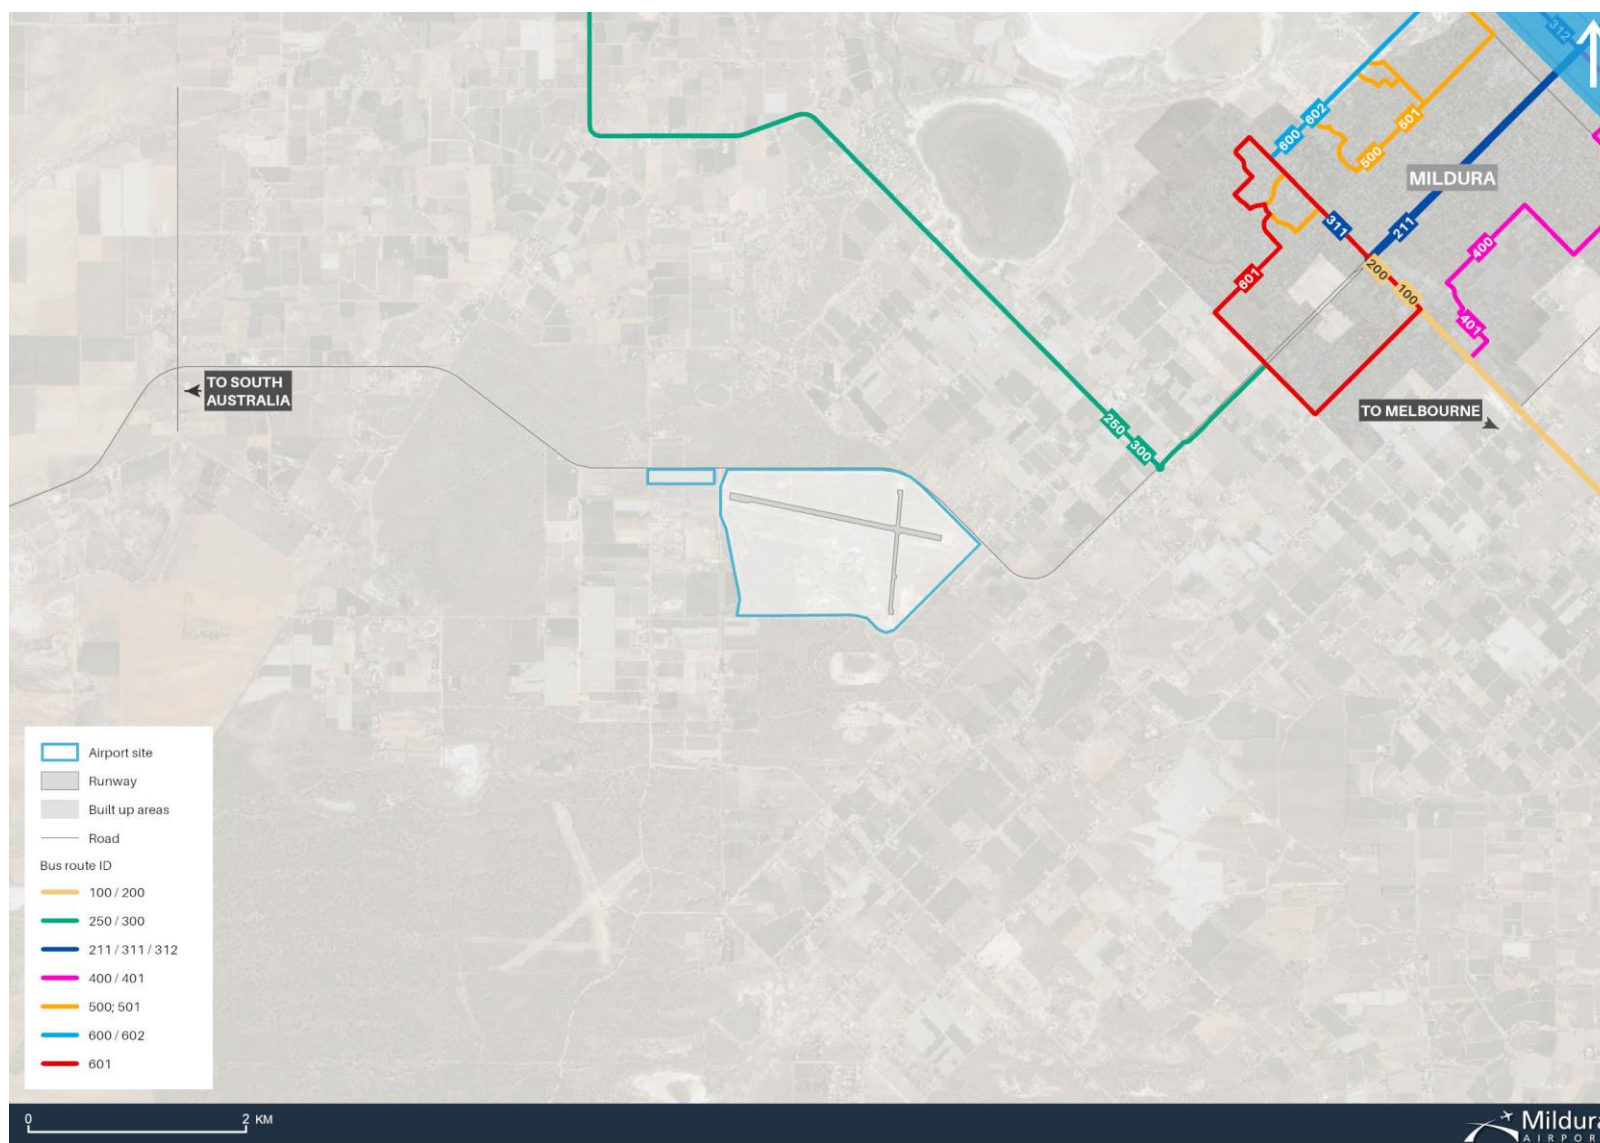 312
602
600
501
500
MILDURA
311
211
400
601
200
100
401
TO SOUTH
AUSTRALIA
TO MELBOURNE
250
300
Airport site
Runway
Built up areas
Road
Bus route ID
100 / 200
250 / 300
211 / 311 / 312
400 / 401
500; 501
600 / 602
601
0 2 KM
Mildura
AIRPOR